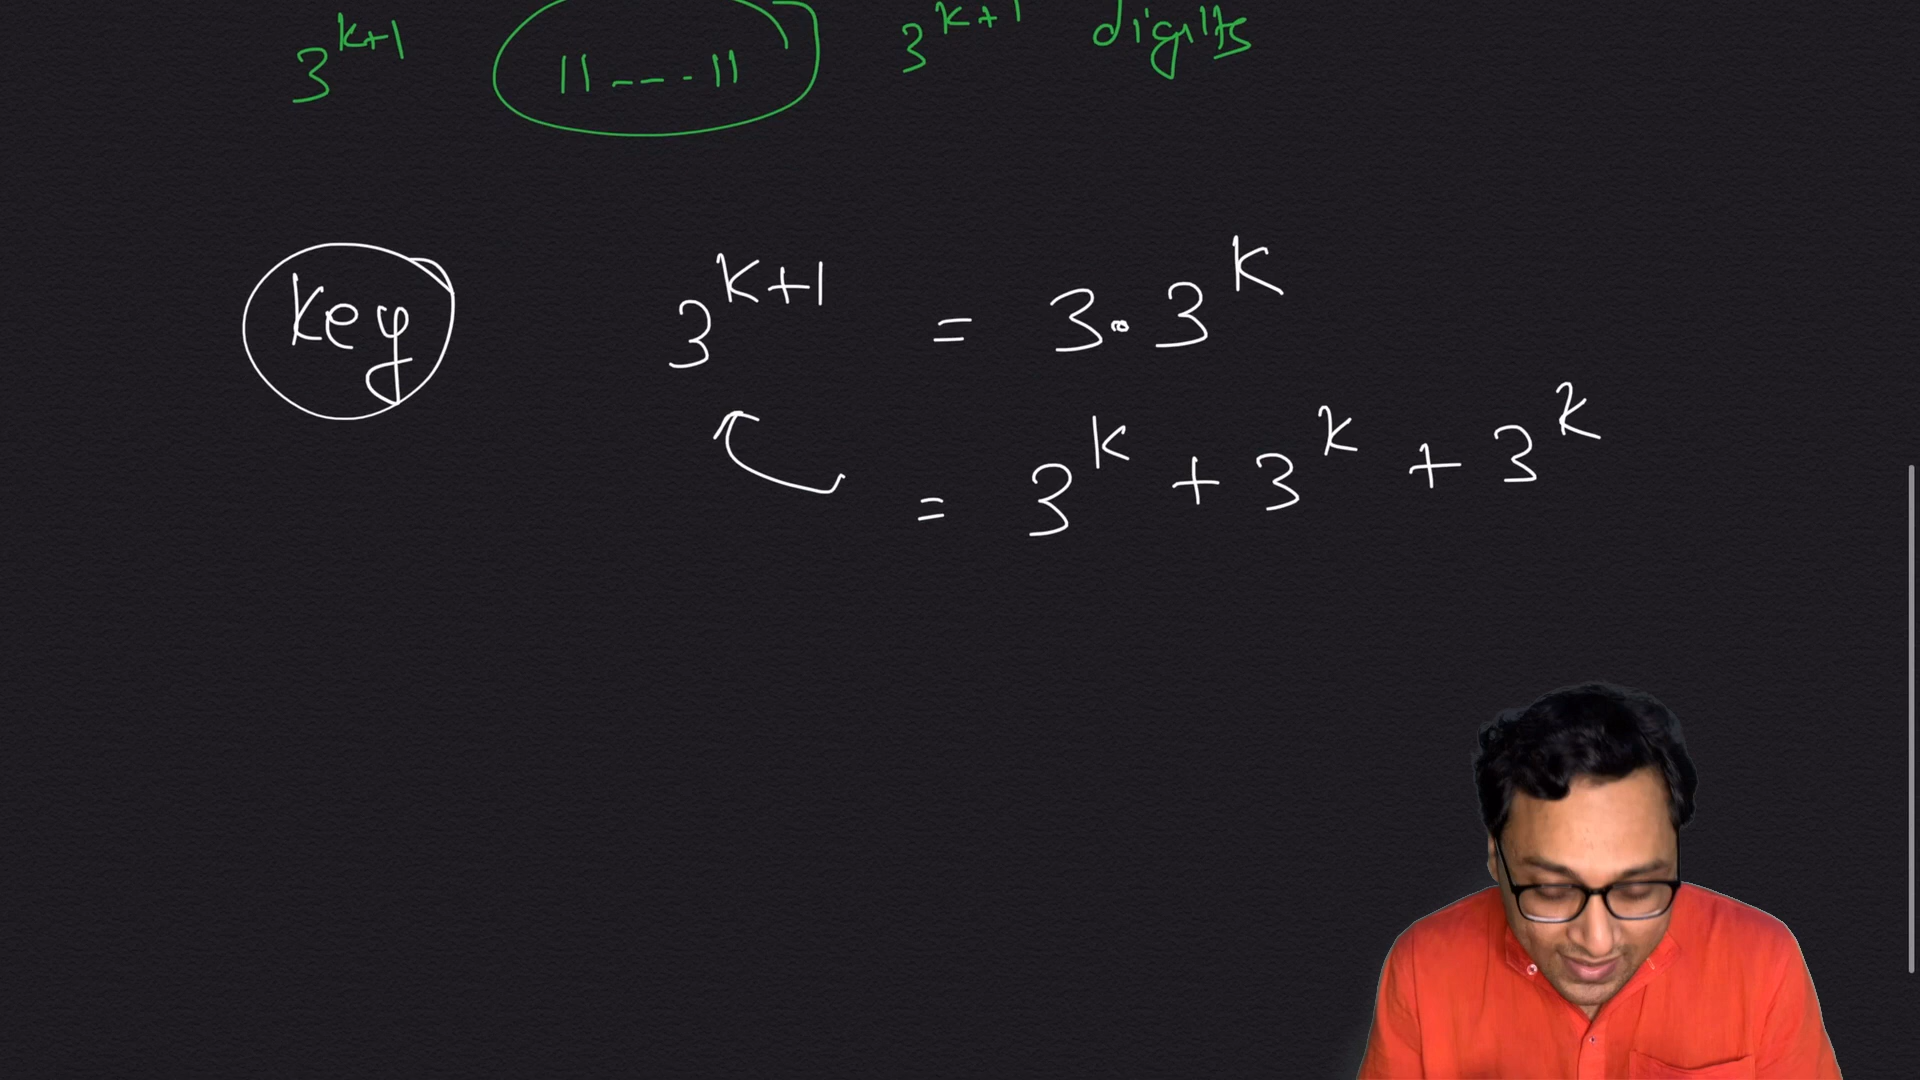 3^{k+1} 11---11 3^{k+1} digits
key 3^{k+1} = 3·3^k
= 3^k + 3^k + 3^k